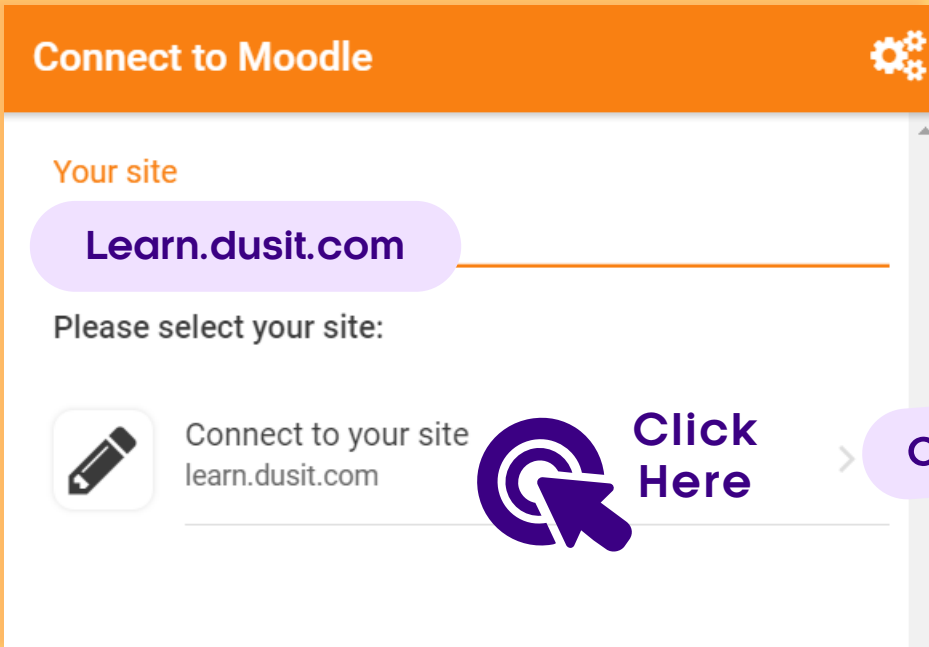 Connect to Moodle
Your site
Learn.dusit.com
Please select your site:
Connect to your site
learn.dusit.com
Click
Here